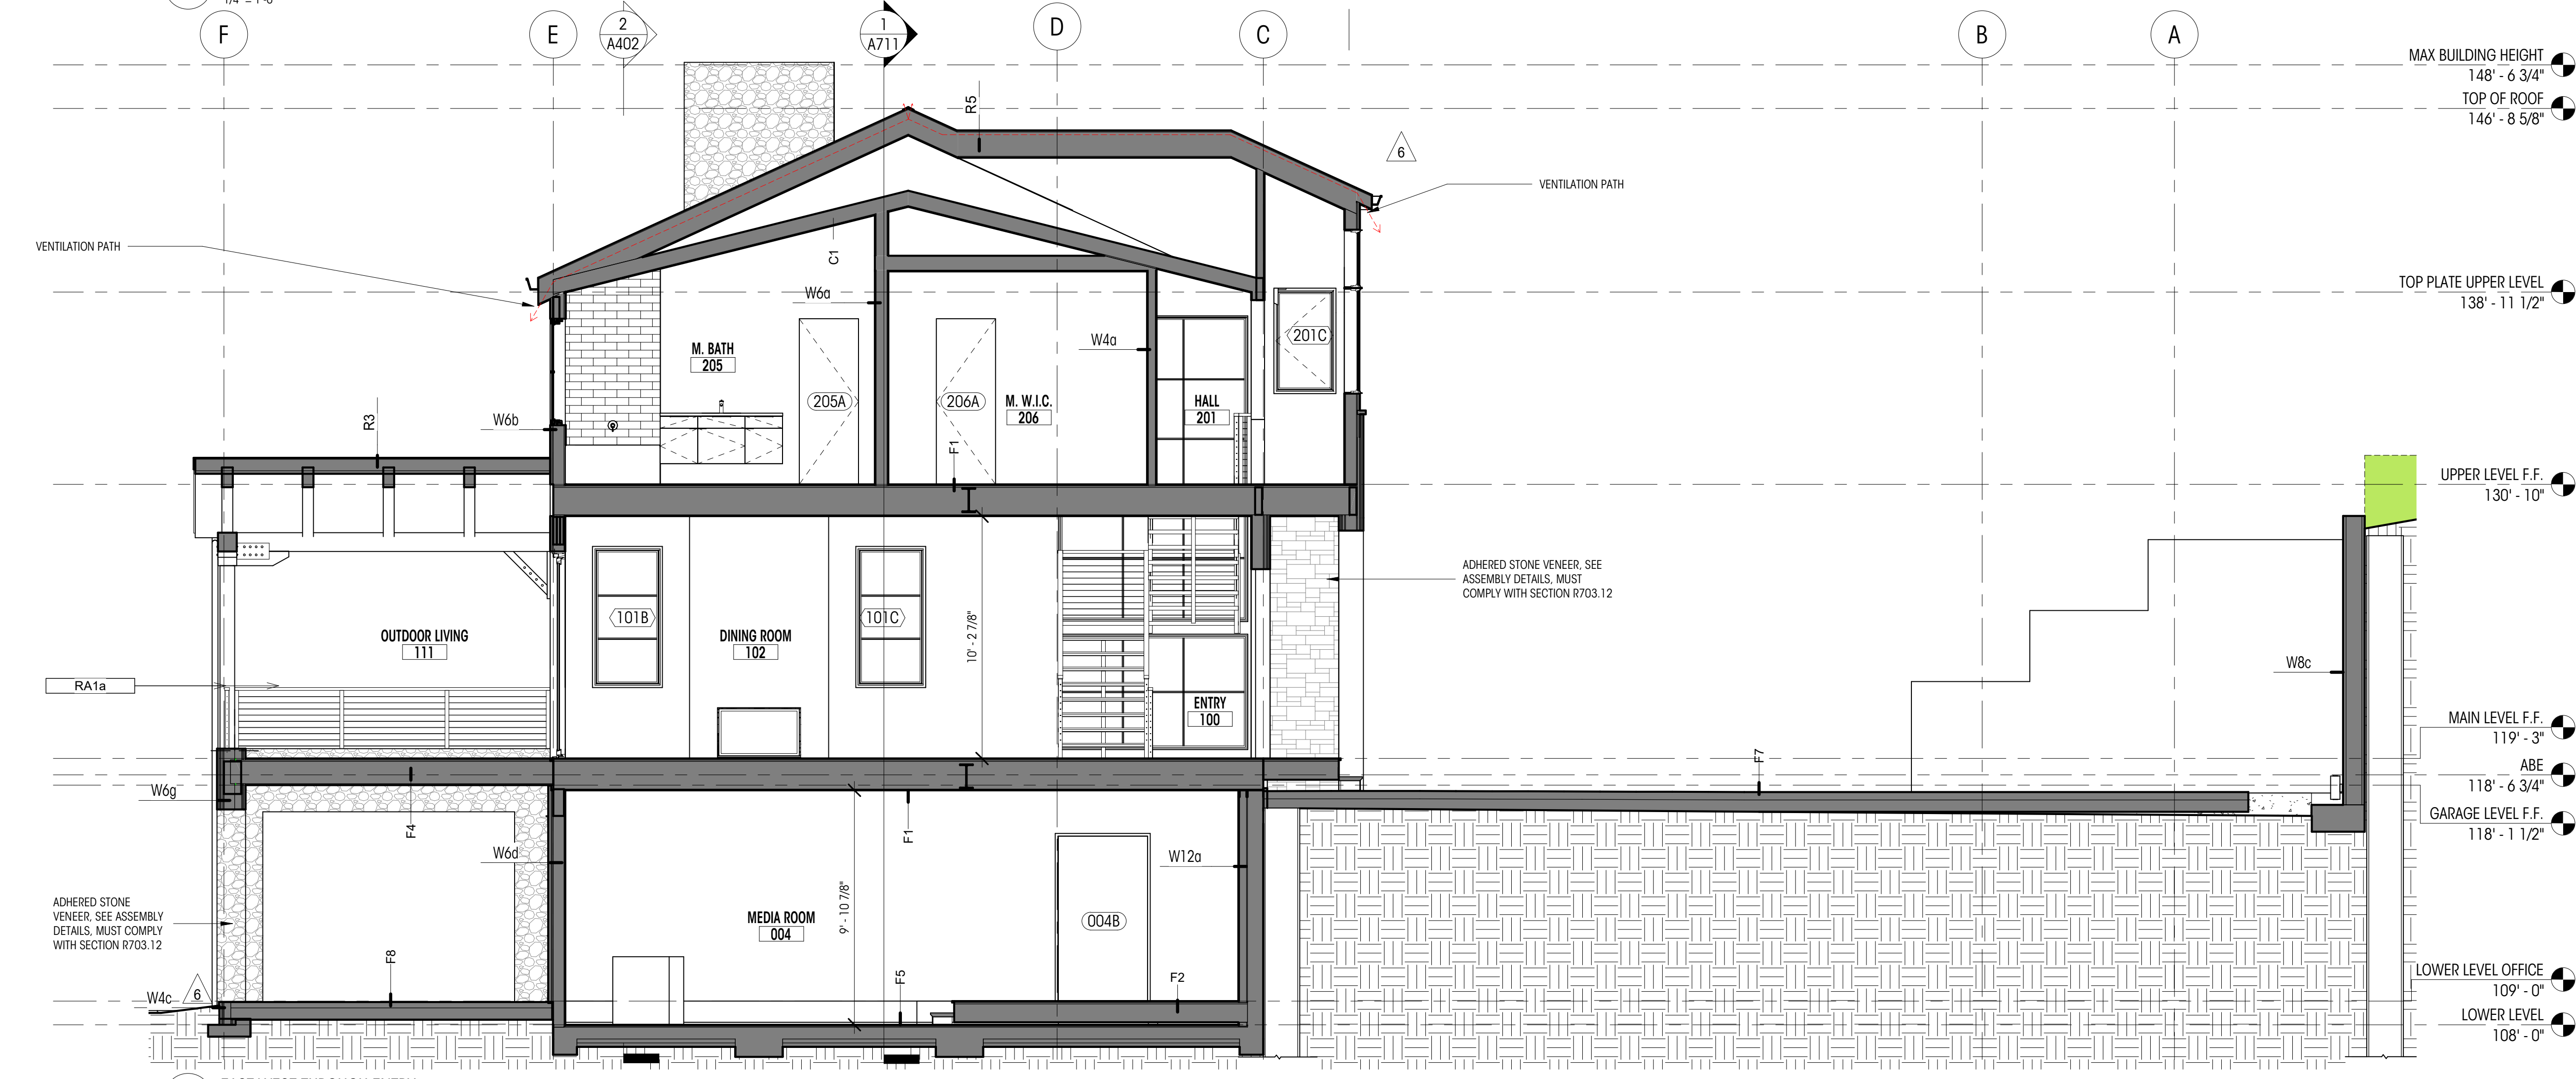 1/4" = 1'-0"
F
E
2
A402
1
A711
D
C
B
A
MAX BUILDING HEIGHT
148' - 6 3/4"
TOP OF ROOF
146' - 8 5/8"
R5
6
VENTILATION PATH
VENTILATION PATH
C1
TOP PLATE UPPER LEVEL
138' - 11 1/2"
W6a
W4a
201C
M. BATH
205
205A
206A
M. W.I.C.
206
HALL
201
R3
W6b
F1
UPPER LEVEL F.F.
130' - 10"
ADHERED STONE VENEER, SEE
ASSEMBLY DETAILS, MUST
COMPLY WITH SECTION R703.12
101B
101C
OUTDOOR LIVING
111
DINING ROOM
102
10' - 2 7/8"
W8c
RA1a
ENTRY
100
MAIN LEVEL F.F.
119' - 3"
F7
ABE
118' - 6 3/4"
W6g
GARAGE LEVEL F.F.
118' - 1 1/2"
F4
F1
W6d
W12a
ADHERED STONE
VENEER, SEE ASSEMBLY
DETAILS, MUST COMPLY
WITH SECTION R703.12
MEDIA ROOM
004
9' - 10 7/8"
004B
F8
F5
F2
LOWER LEVEL OFFICE
109' - 0"
W4c
6
LOWER LEVEL
108' - 0"